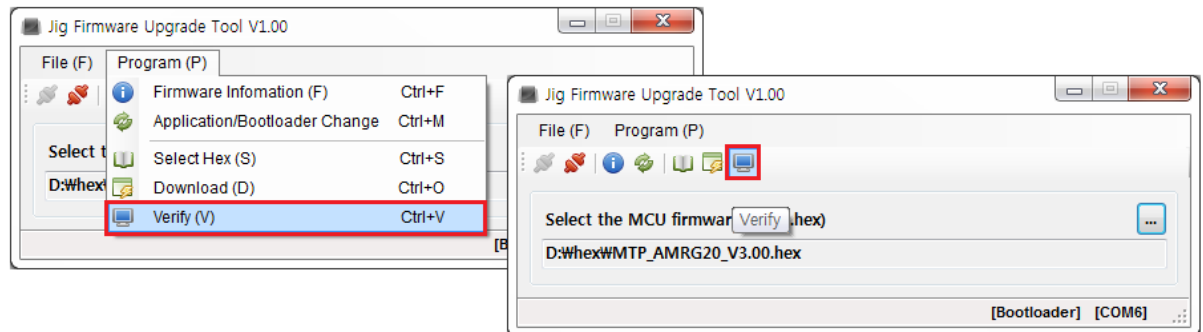 Jig Firmware Upgrade Tool V1.00
File (F) Program (P)
Firmware Infomation (F) Ctrl+F
Application/Bootloader Change Ctrl+M
Select t
Select Hex (S) Ctrl+S
D:₩hex₩
Download (D) Ctrl+O
Verify (V) Ctrl+V
[B
Jig Firmware Upgrade Tool V1.00
File (F) Program (P)
Select the MCU firmwar Verify .hex)
...
D:₩hex₩MTP_AMRG20_V3.00.hex
[Bootloader] [COM6]